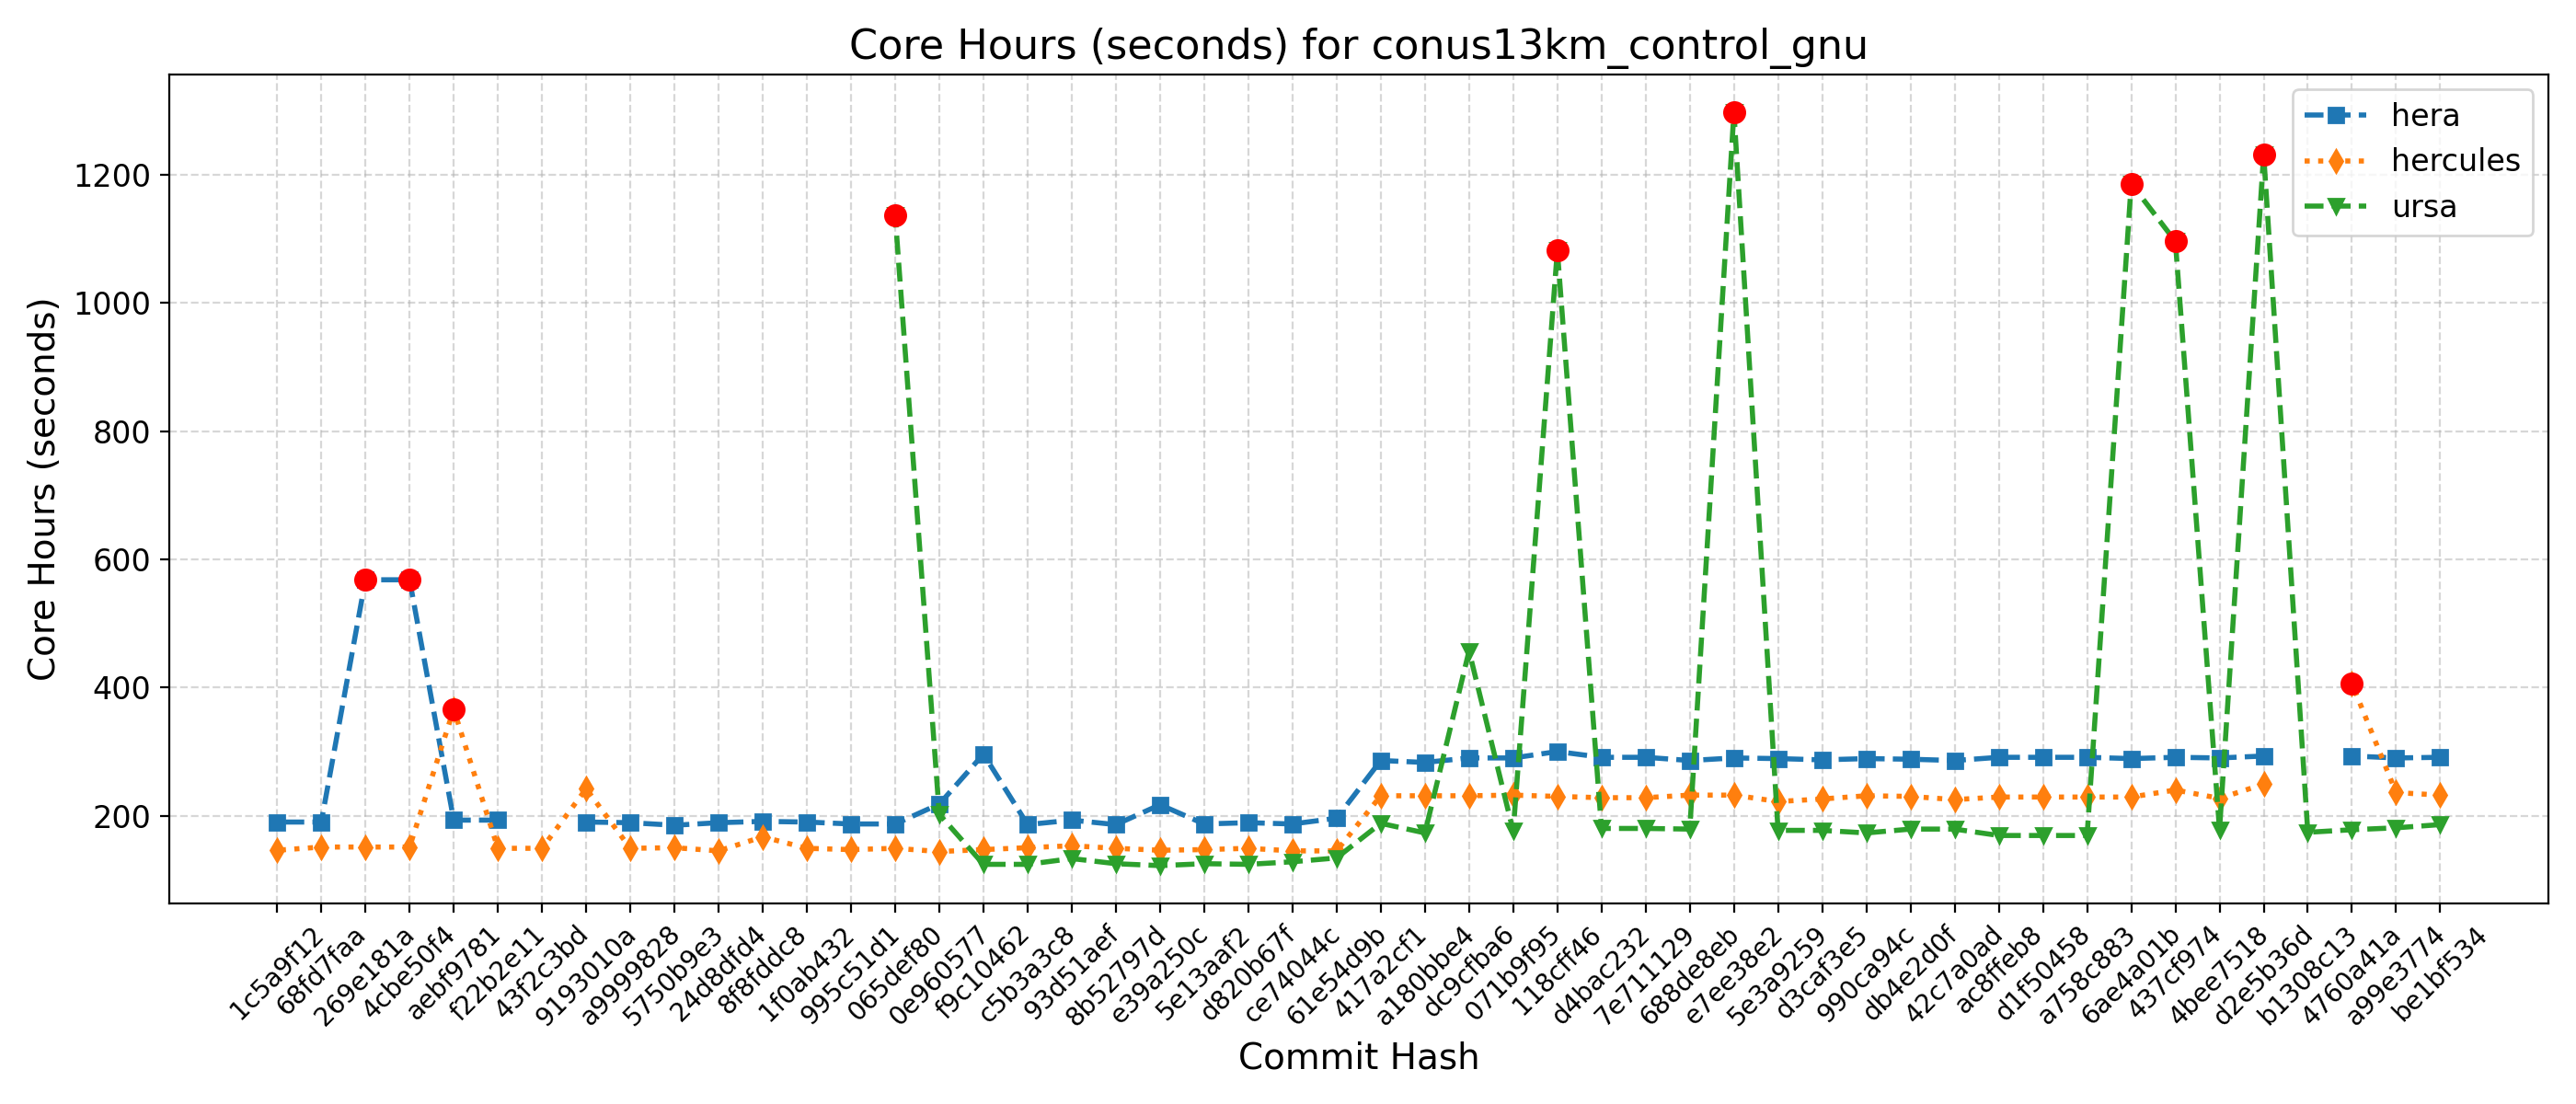 Core Hours (seconds) for conus13km_control_gnu
hera
hercules
ursa
Core Hours (seconds)
1200
1000
800
600
400
200
1c5a9f12
68fd7faa
269e181a
4cbe50f4
aebf9781
f22b2e11
43f2c3bd
9193010a
a9999828
5750b9e3
24d8dfd4
8f8fddc8
1f0ab432
995c51d1
065def80
0e960577
f9c10462
c5b3a3c8
93d51aef
8b52797d
e39a250c
5e13aaf2
d820b67f
ce74044c
61e54d9b
417a2cf1
a180bbe4
dc9cfba6
071b9f95
118cff46
d4bac232
7e711129
688de8eb
e7ee38e2
5e3a9259
d3caf3e5
990ca94c
db4e2d0f
42c7a0ad
ac8ffeb8
d1f50458
a758c883
6ae4a01b
437cf974
4bee7518
d2e5b36d
b1308c13
4760a41a
a99e3774
be1bf534
Commit Hash